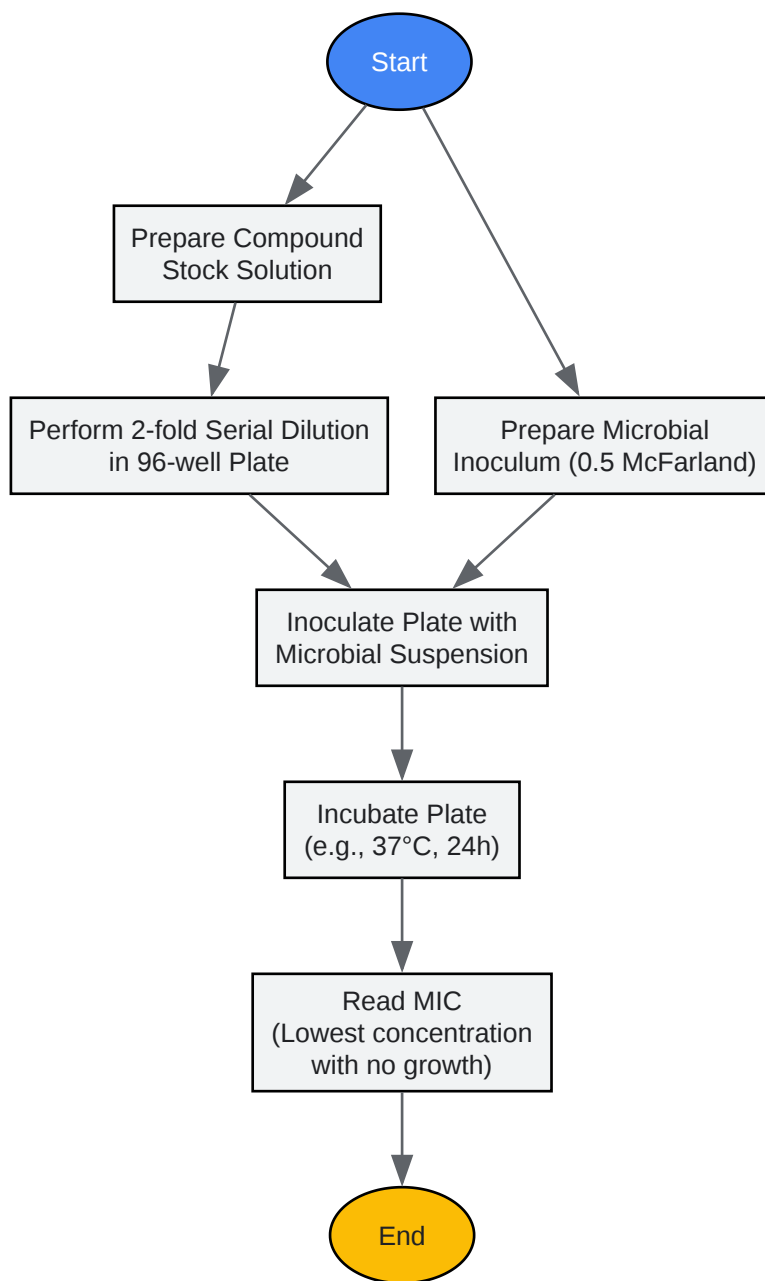 Start
Prepare Compound
Stock Solution
Perform 2-fold Serial Dilution
in 96-well Plate
Prepare Microbial
Inoculum (0.5 McFarland)
Inoculate Plate with
Microbial Suspension
Incubate Plate
(e.g., 37°C, 24h)
Read MIC
(Lowest concentration
with no growth)
End